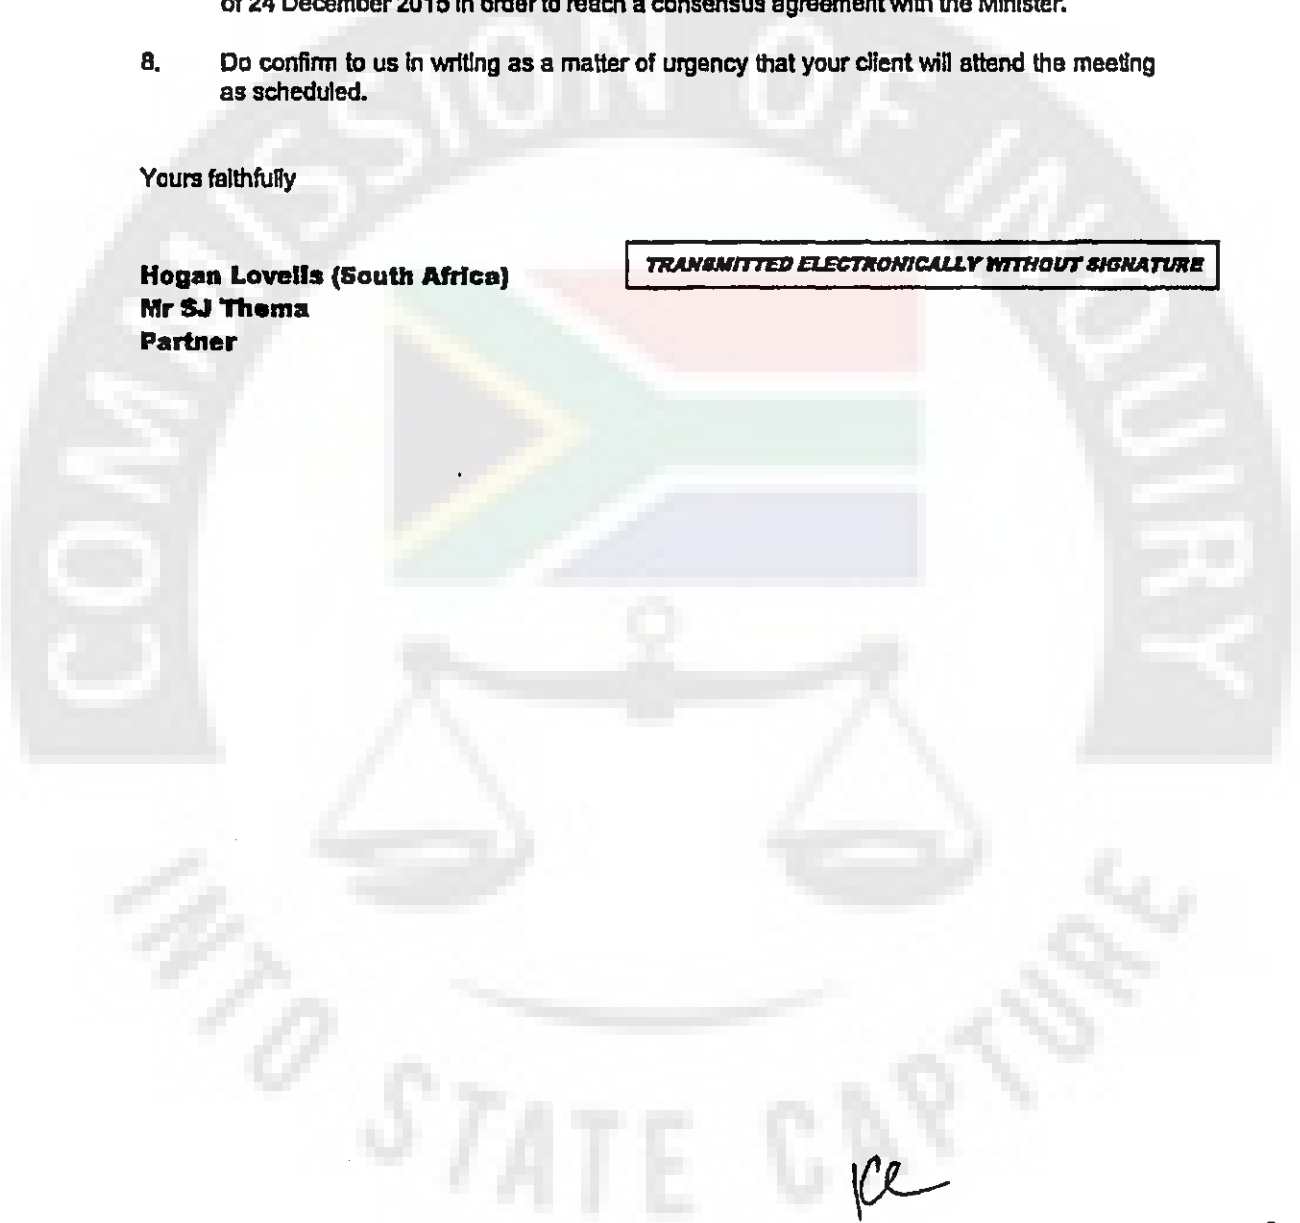 of 24 December 2015 in order to reach a consensus agreement with the Minister.
8. Do confirm to us in writing as a matter of urgency that your client will attend the meeting
as scheduled.
Yours faithfully
TRANSMITTED ELECTRONICALLY WITHOUT SIGNATURE
Hogan Lovells (South Africa)
Mr SJ Thema
Partner
COMMISSION OF INQUIRY
INTO STATE CAPTURE